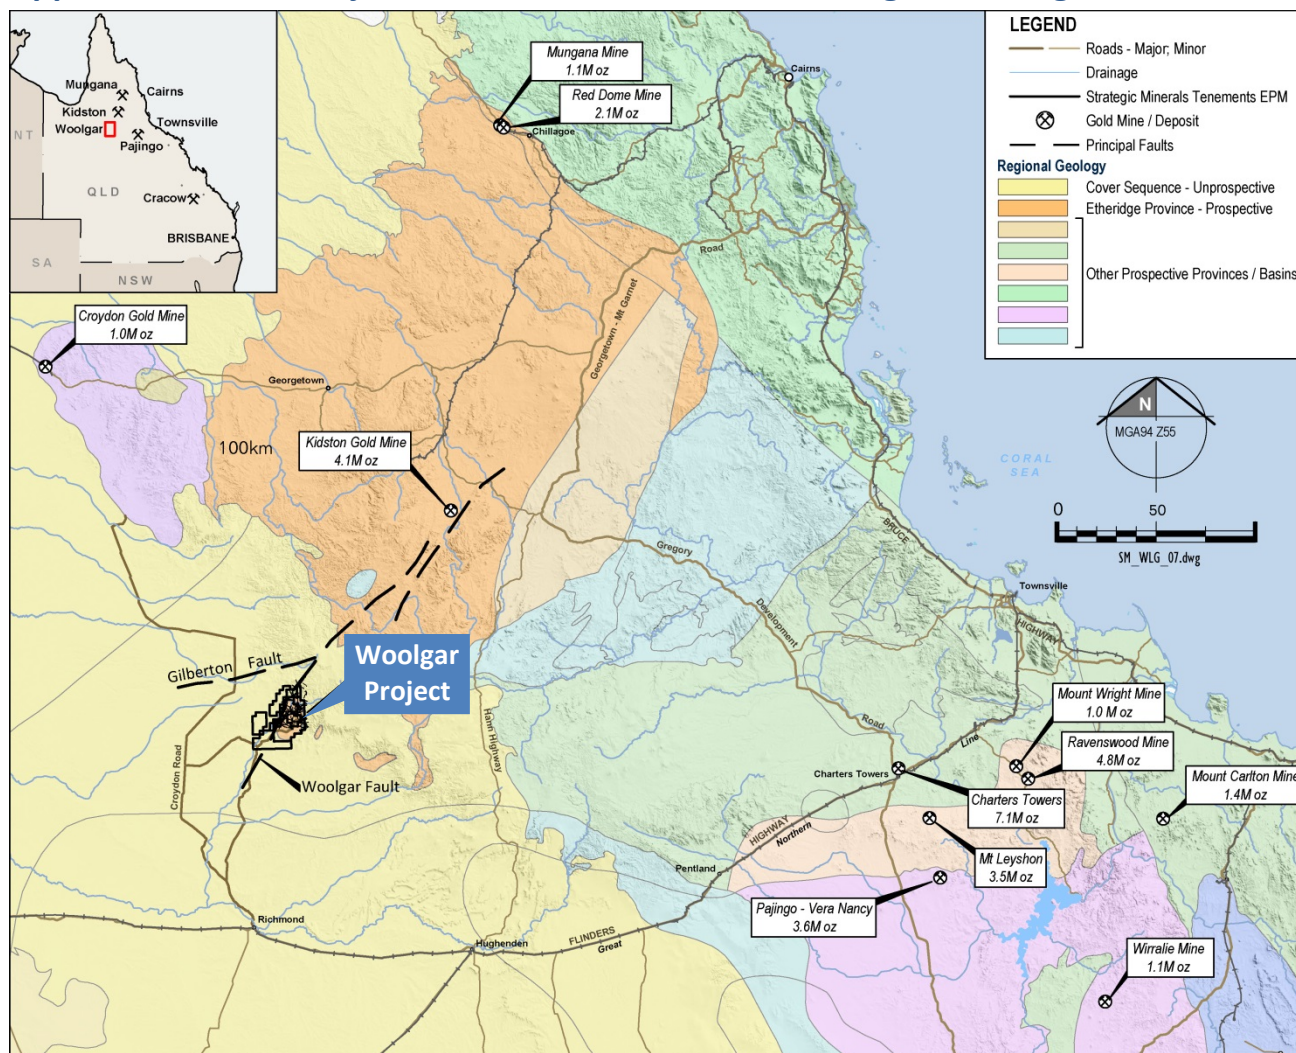 Mungana
Cairns
Kidston
Woolgar
Townsville
Pajingo
NT
QLD
Cracow
BRISBANE
SA
NSW
Mungana Mine
1.1M oz
Red Dome Mine
2.1M oz
Chillagoe
Cairns
LEGEND
Roads - Major; Minor
Drainage
Strategic Minerals Tenements EPM
Gold Mine / Deposit
Principal Faults
Regional Geology
Cover Sequence - Unprospective
Etheridge Province - Prospective
Other Prospective Provinces / Basins
Road
Georgetown - Mt Garnet
Croydon Gold Mine
1.0M oz
Georgetown
100km
Kidston Gold Mine
4.1M oz
N
MGA94 Z55
CORAL
SEA
0
50
SM_WLG_07.dwg
BRUCE
Gregory
Development
Townsville
HIGHWAY
Gilberton Fault
Woolgar
Project
Hann Highway
Croydon Road
Woolgar Fault
Road
Line
Mount Wright Mine
1.0 M oz
Ravenswood Mine
4.8M oz
Mount Carlton Mine
1.4M oz
Charters Towers
Charters Towers
7.1M oz
HIGHWAY
Northern
Pentland
Mt Leyshon
3.5M oz
Pajingo - Vera Nancy
3.6M oz
Richmond
Hughenden
FLINDERS
Great
Wirralie Mine
1.1M oz